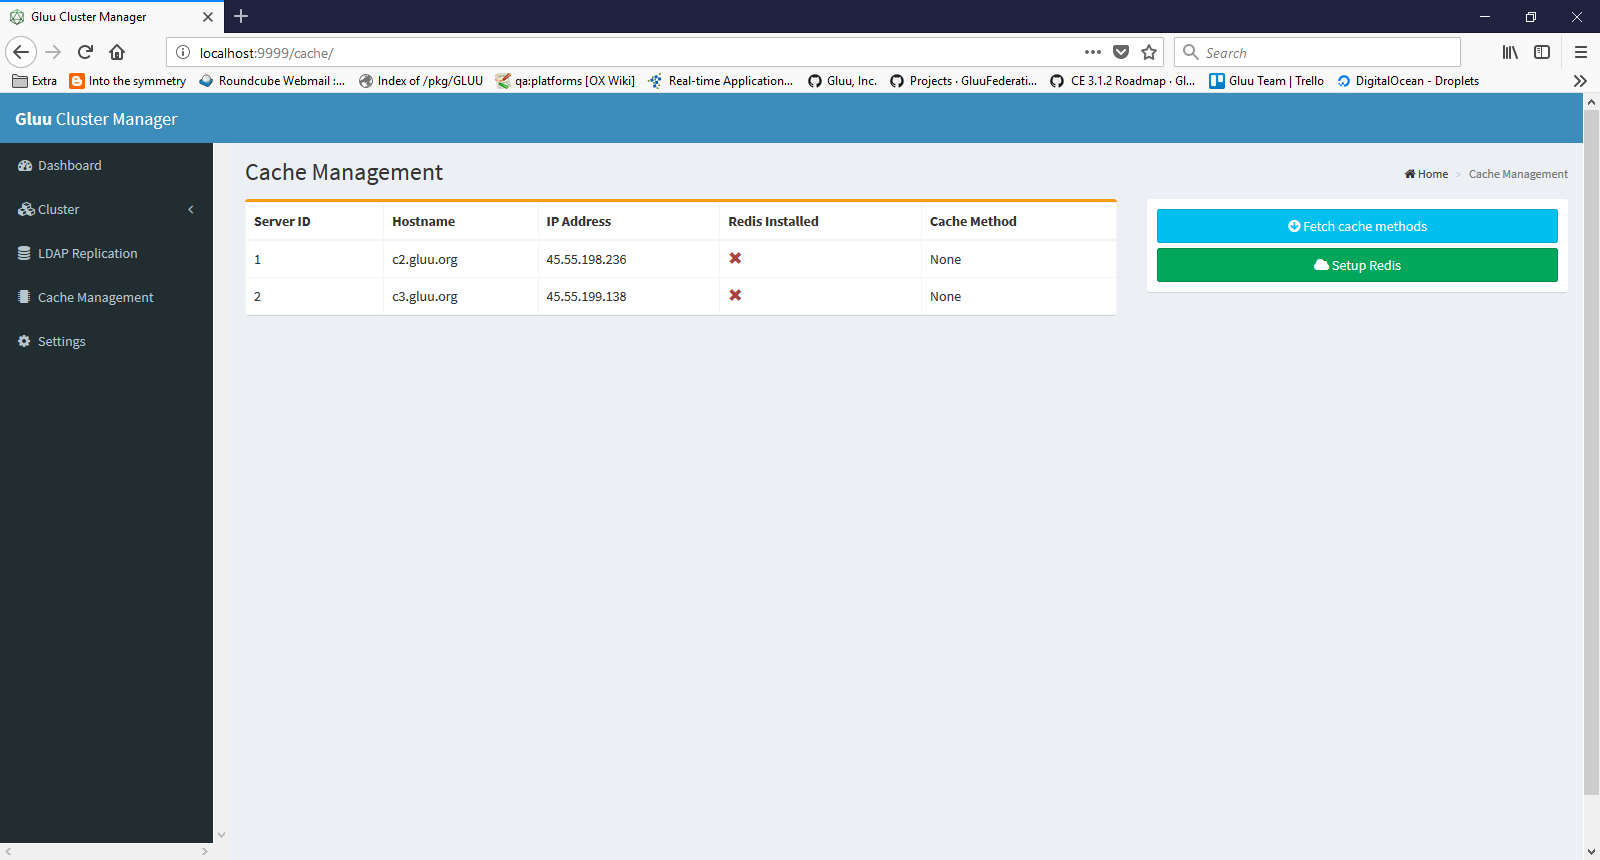 Gluu Cluster Manager
localhost:9999/cache/
Search
Extra Into the symmetry Roundcube Webmail :... Index of /pkg/GLUU qa:platforms [OX Wiki] Real-time Application... Gluu, Inc. Projects · GluuFederati... CE 3.1.2 Roadmap · Gl... Gluu Team | Trello DigitalOcean - Droplets
Gluu Cluster Manager
Dashboard
Cluster
LDAP Replication
Cache Management
Settings
Cache Management
Home > Cache Management
Server ID Hostname IP Address Redis Installed Cache Method
1 c2.gluu.org 45.55.198.236 None
2 c3.gluu.org 45.55.199.138 None
Fetch cache methods
Setup Redis